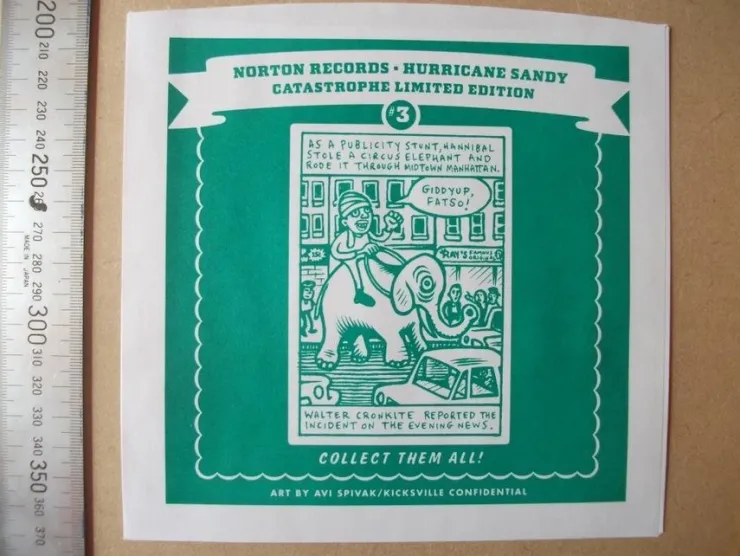 NORTON RECORDS • HURRICANE SANDY
CATASTROPHE LIMITED EDITION
#3
AS A PUBLICITY STUNT, HANNIBAL
STOLE A CIRCUS ELEPHANT AND
RODE IT THROUGH MIDTOWN MANHATTAN.
GIDDYUP,
FATSO!
RAY'S FAMOUS
ORIGINAL
WALTER CRONKITE REPORTED THE
INCIDENT ON THE EVENING NEWS.
COLLECT THEM ALL!
ART BY AVI SPIVAK/KICKSVILLE CONFIDENTIAL
200
210
220
230
240
250
270
280
290
300
310
320
330
340
350
360
370
MADE IN JAPAN